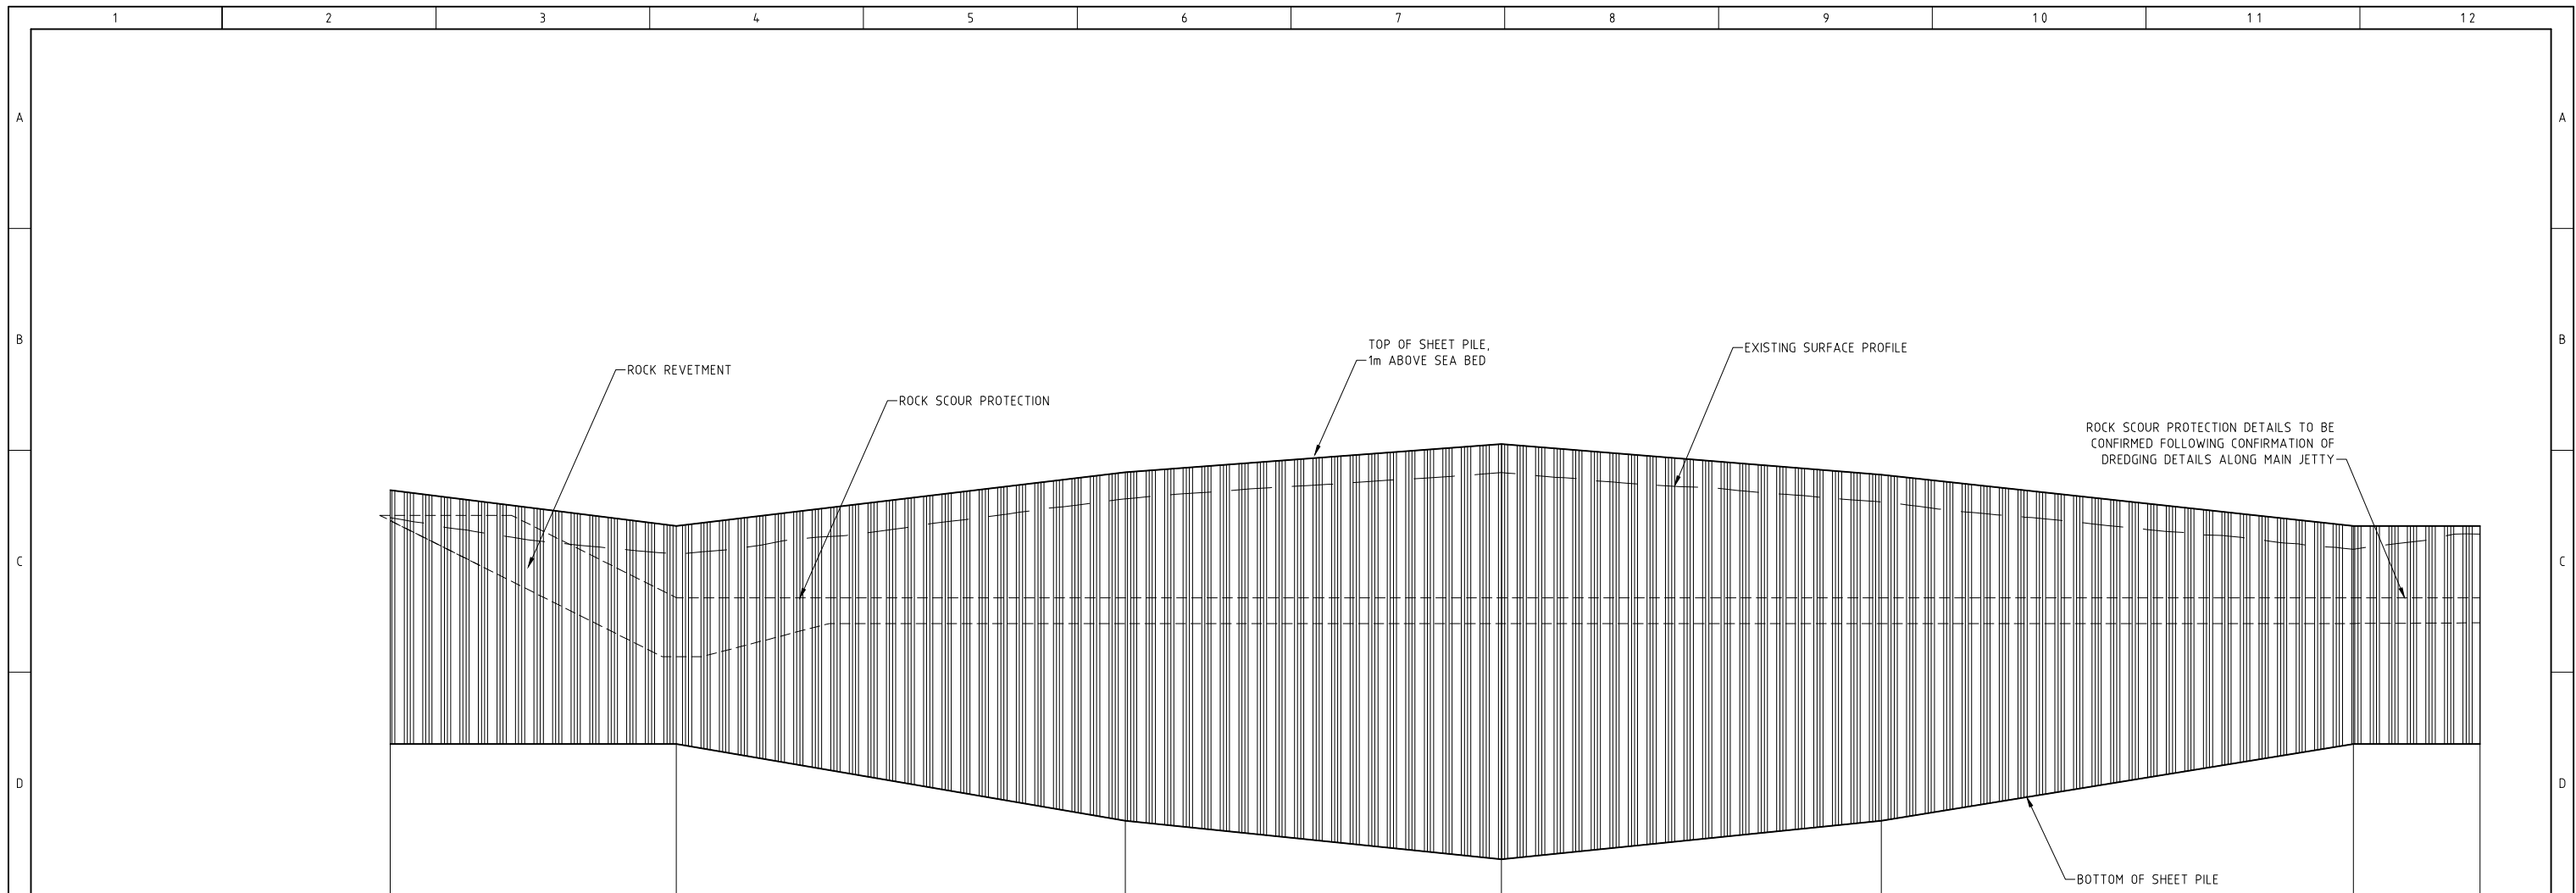 1 2 3 4 5 6 7 8 9 10 11 12
A A
B B
TOP OF SHEET PILE,
1m ABOVE SEA BED
EXISTING SURFACE PROFILE
ROCK REVETMENT
ROCK SCOUR PROTECTION
ROCK SCOUR PROTECTION DETAILS TO BE
CONFIRMED FOLLOWING CONFIRMATION OF
DREDGING DETAILS ALONG MAIN JETTY
C C
D D
BOTTOM OF SHEET PILE